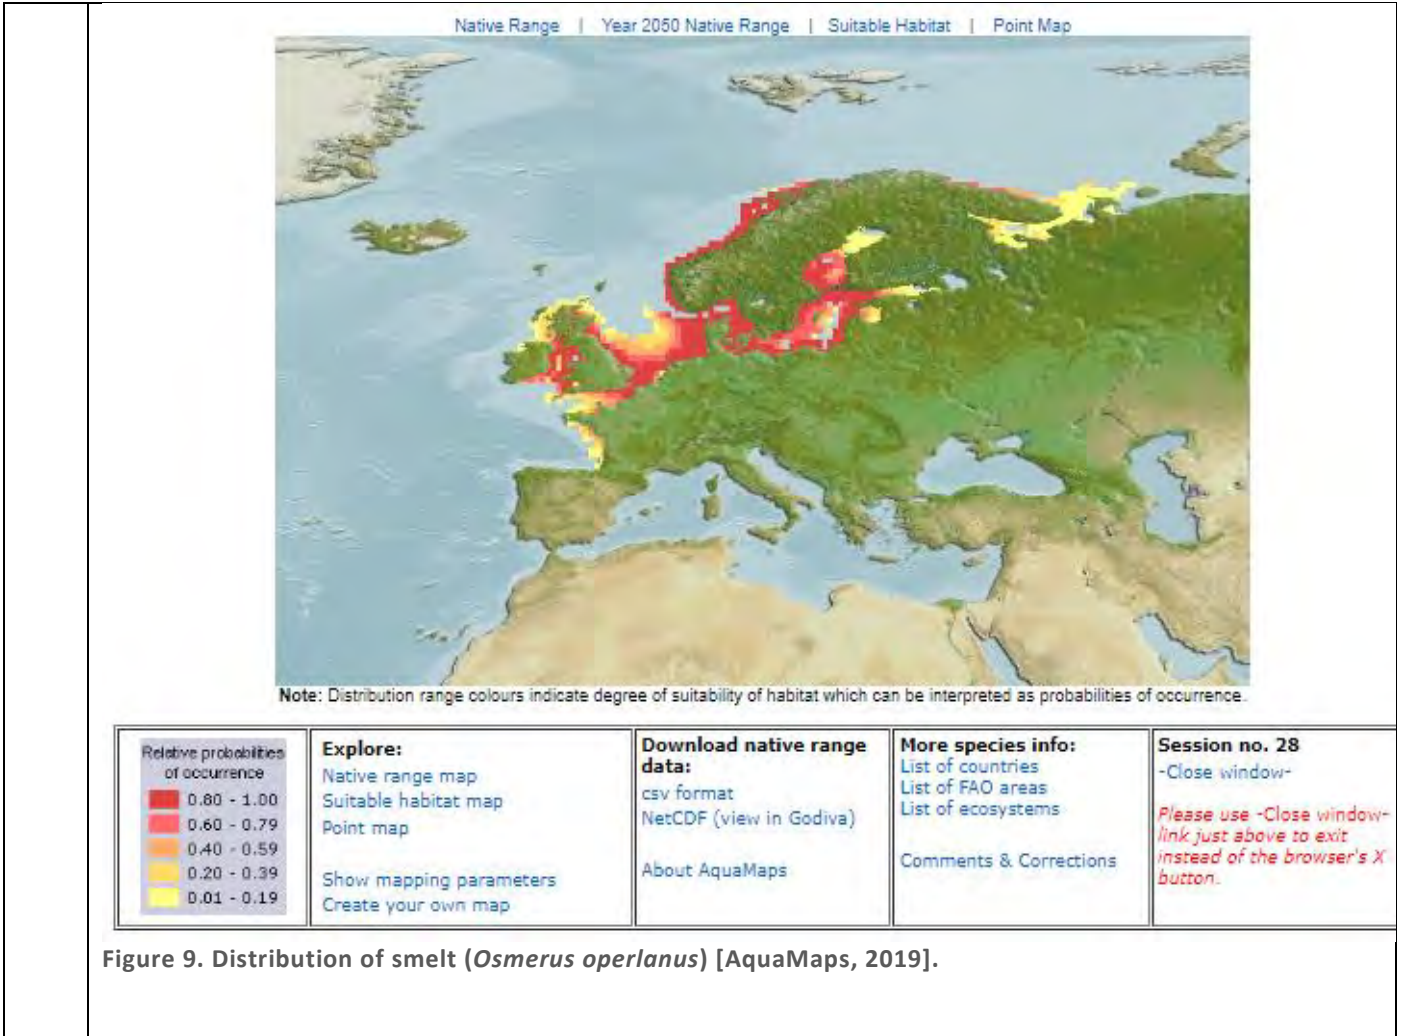 Native Range | Year 2050 Native Range | Suitable Habitat | Point Map
Note: Distribution range colours indicate degree of suitability of habitat which can be interpreted as probabilities of occurrence.
Relative probabilities
of occurrence
0.80 - 1.00
0.60 - 0.79
0.40 - 0.59
0.20 - 0.39
0.01 - 0.19
Explore:
Native range map
Suitable habitat map
Point map
Show mapping parameters
Create your own map
Download native range
data:
csv format
NetCDF (view in Godiva)
About AquaMaps
More species info:
List of countries
List of FAO areas
List of ecosystems
Comments & Corrections
Session no. 28
-Close window-
Please use -Close window-
link just above to exit
instead of the browser's X
button.
Figure 9. Distribution of smelt (Osmerus operlanus) [AquaMaps, 2019].